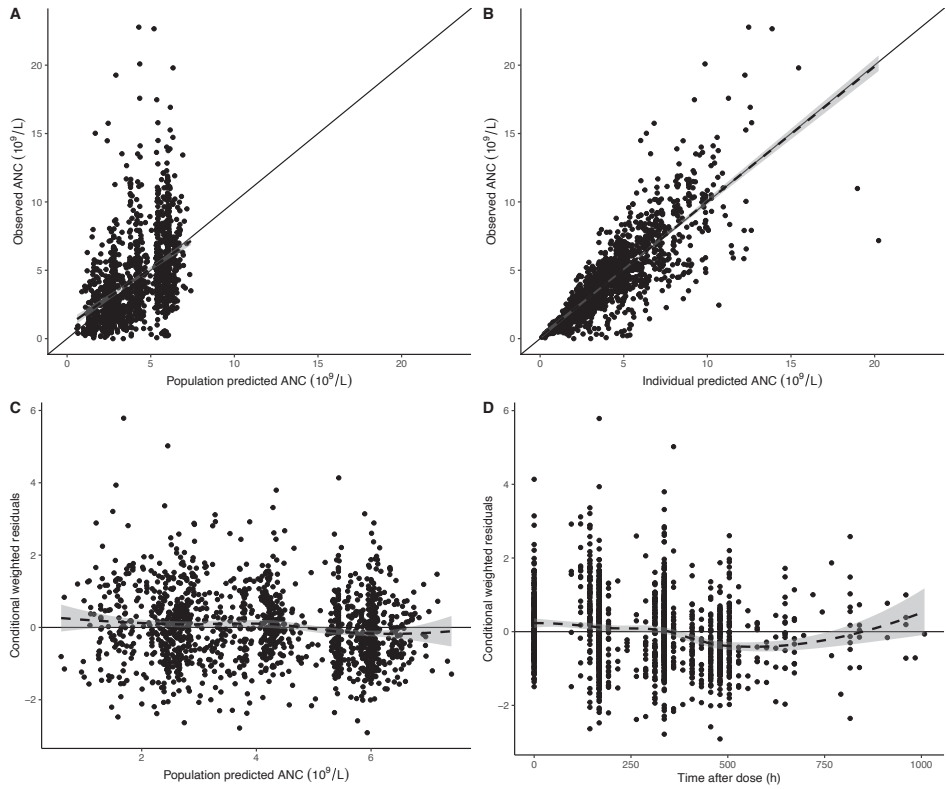 A
Observed ANC (10⁹/L)
20
15
10
5
0
0 5 10 15 20
Population predicted ANC (10⁹/L)
B
Observed ANC (10⁹/L)
20
15
10
5
0
0 5 10 15 20
Individual predicted ANC (10⁹/L)
C
Conditional weighted residuals
6
4
2
0
−2
2 4 6
Population predicted ANC (10⁹/L)
D
Conditional weighted residuals
6
4
2
0
−2
0 250 500 750 1000
Time after dose (h)